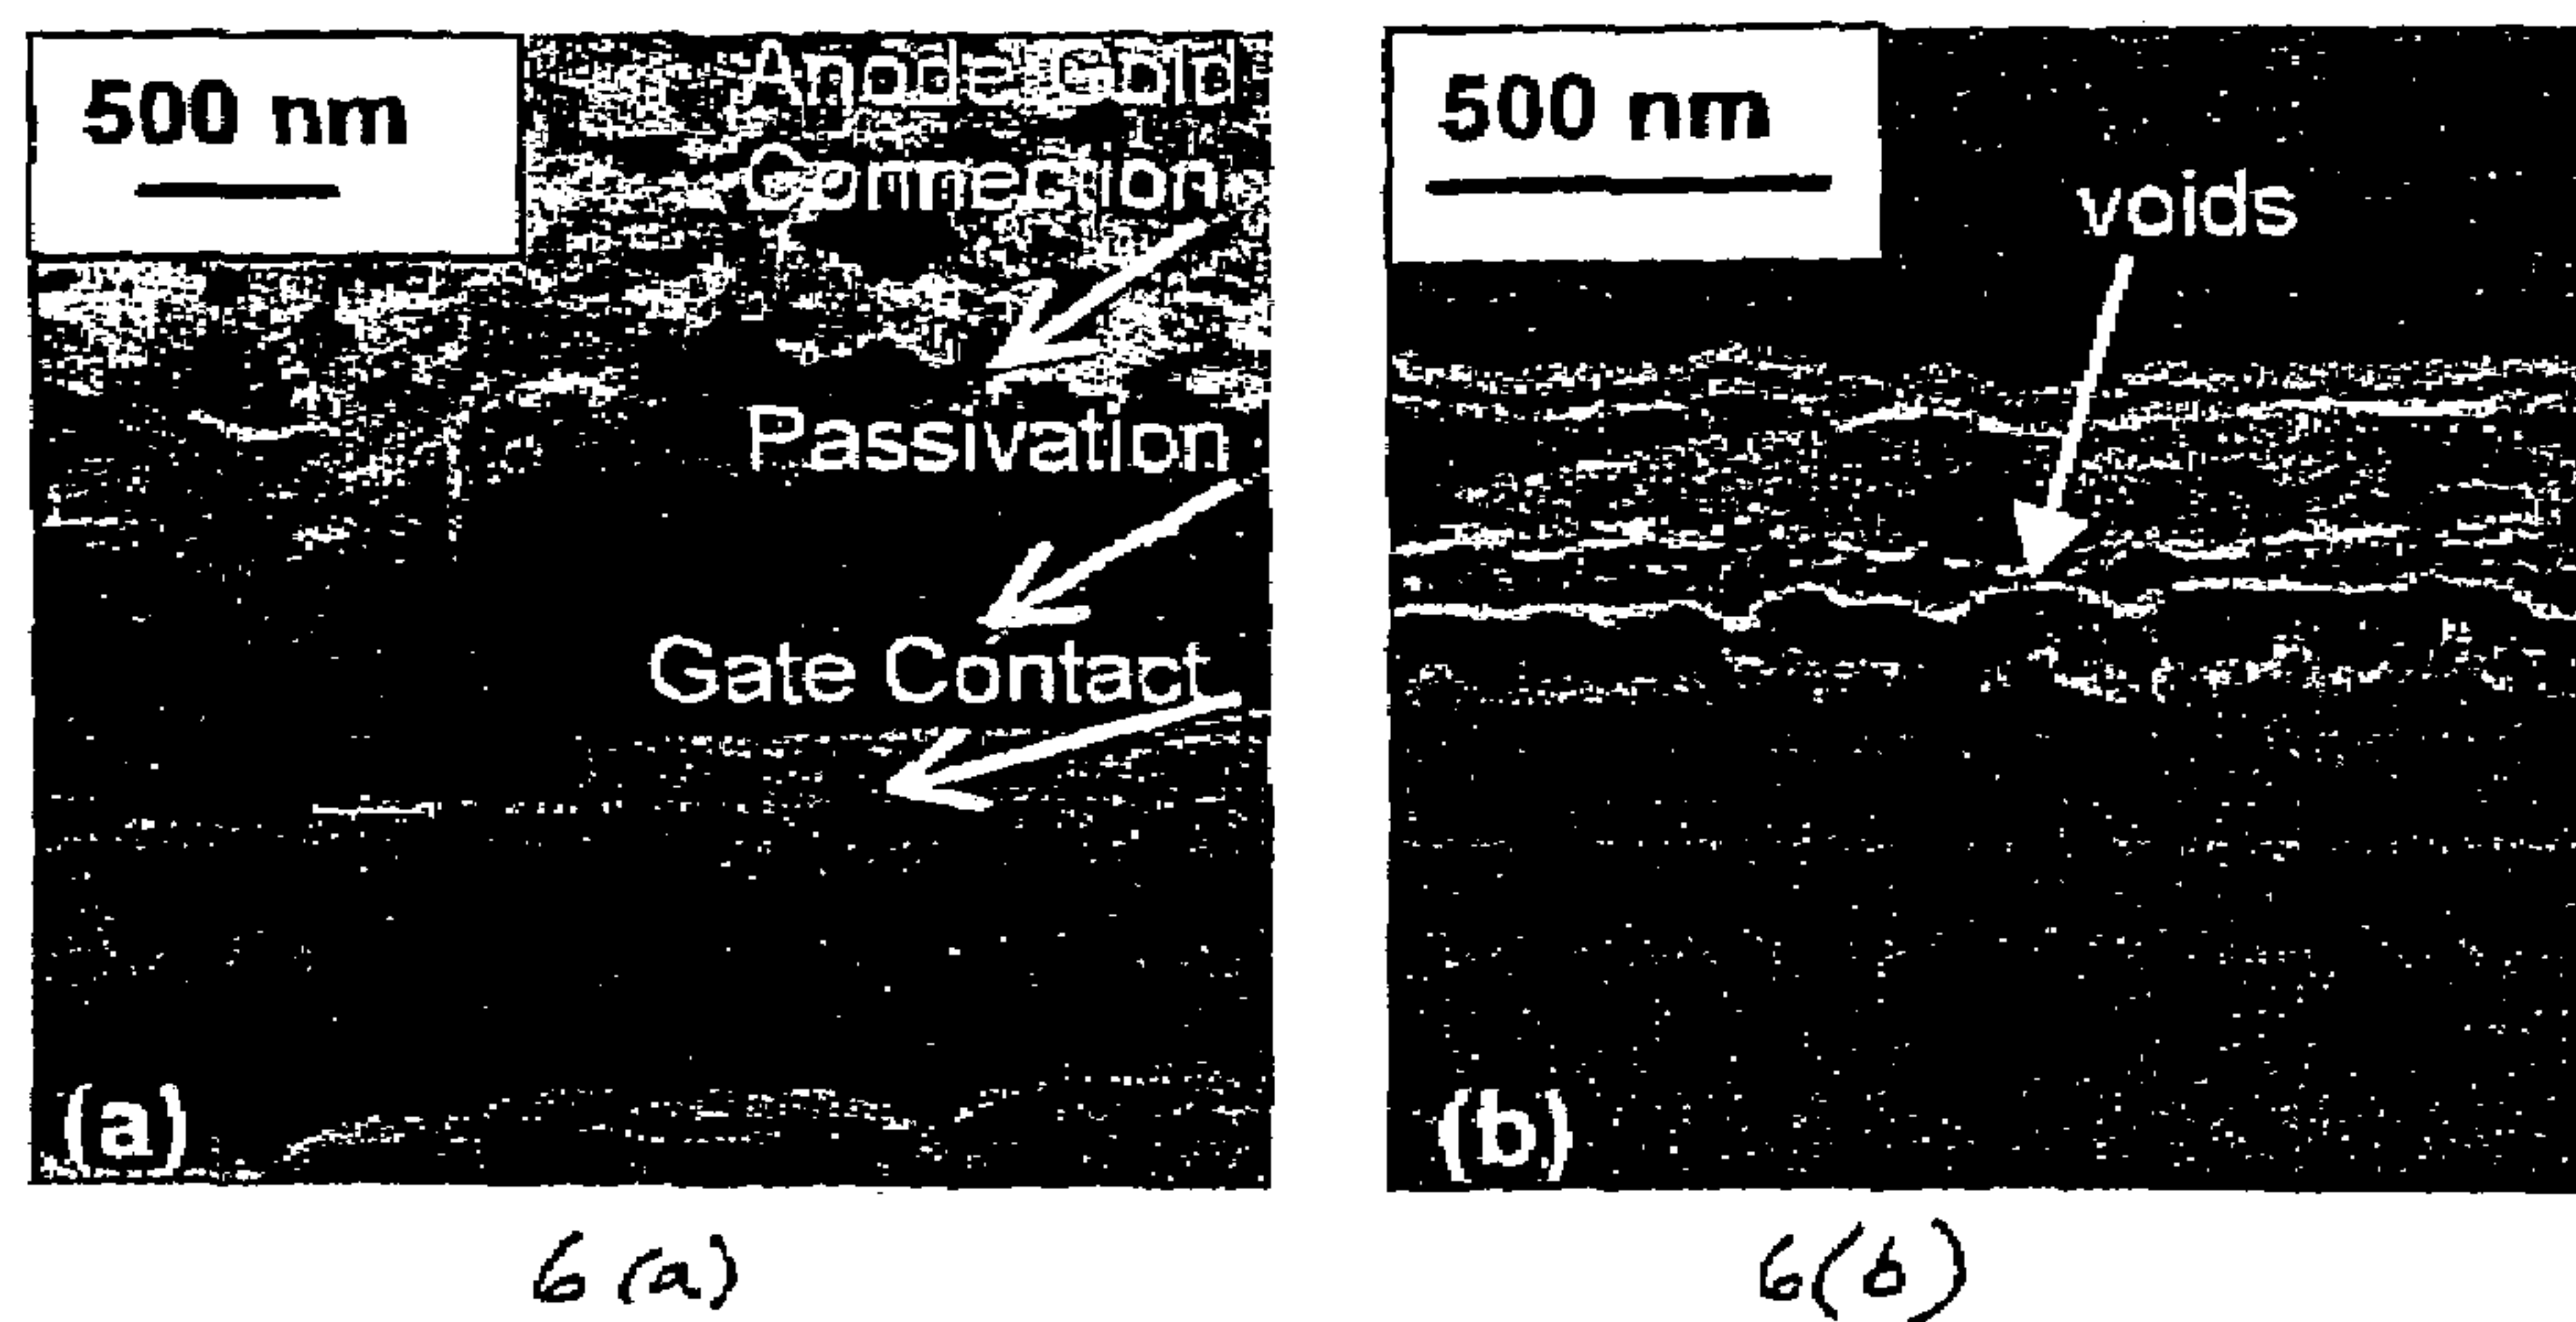 500 nm
Anode Gold
Connection
Passivation
Gate Contact
(a)
500 nm
voids
(b)
6(a)
6(b)